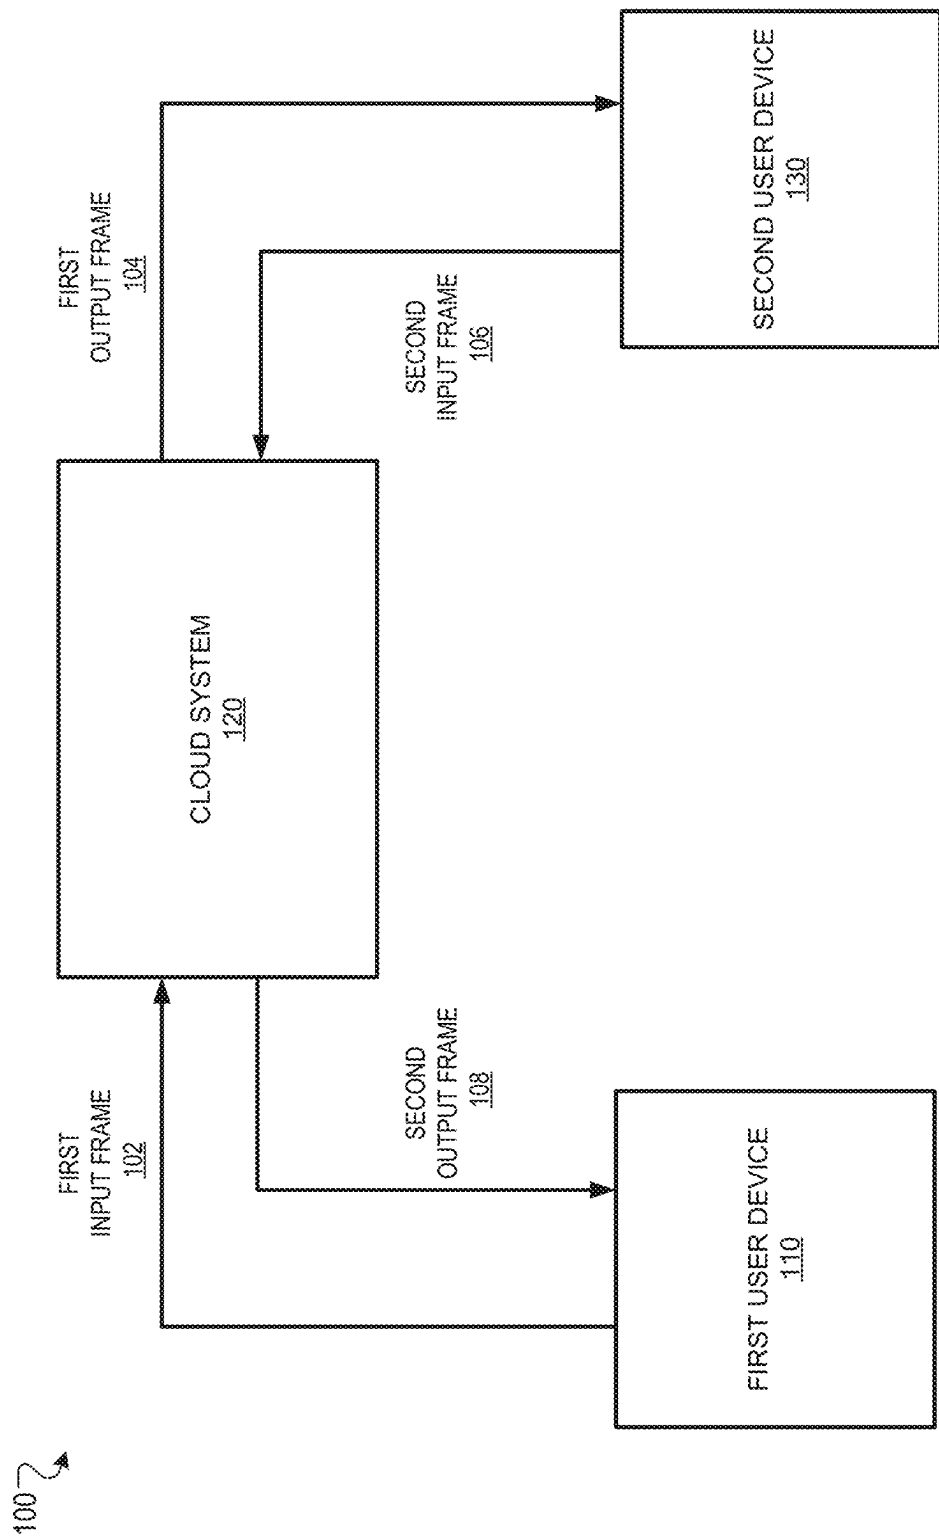 100
FIRST
INPUT FRAME
102
FIRST
OUTPUT FRAME
104
CLOUD SYSTEM
120
SECOND
OUTPUT FRAME
108
SECOND
INPUT FRAME
106
FIRST USER DEVICE
110
SECOND USER DEVICE
130